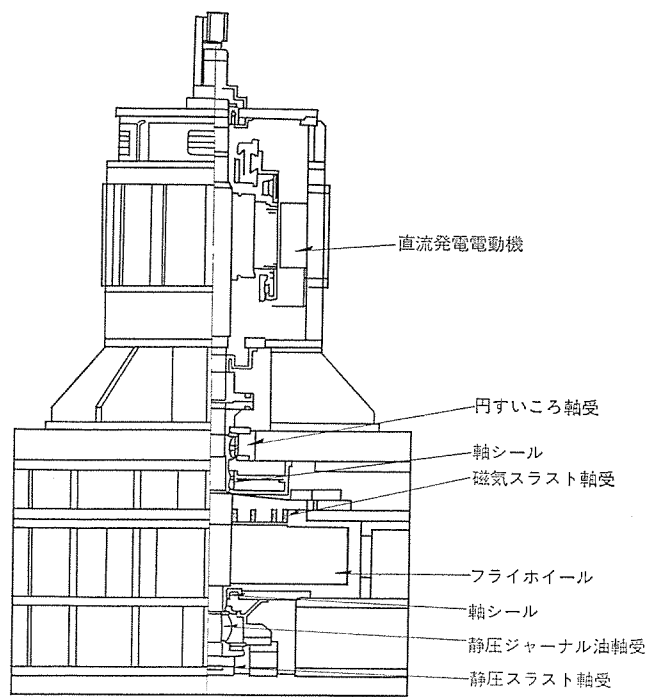 直流発電電動機
円すいころ軸受
軸シール
磁気スラスト軸受
フライホイール
軸シール
静圧ジャーナル油軸受
静圧スラスト軸受